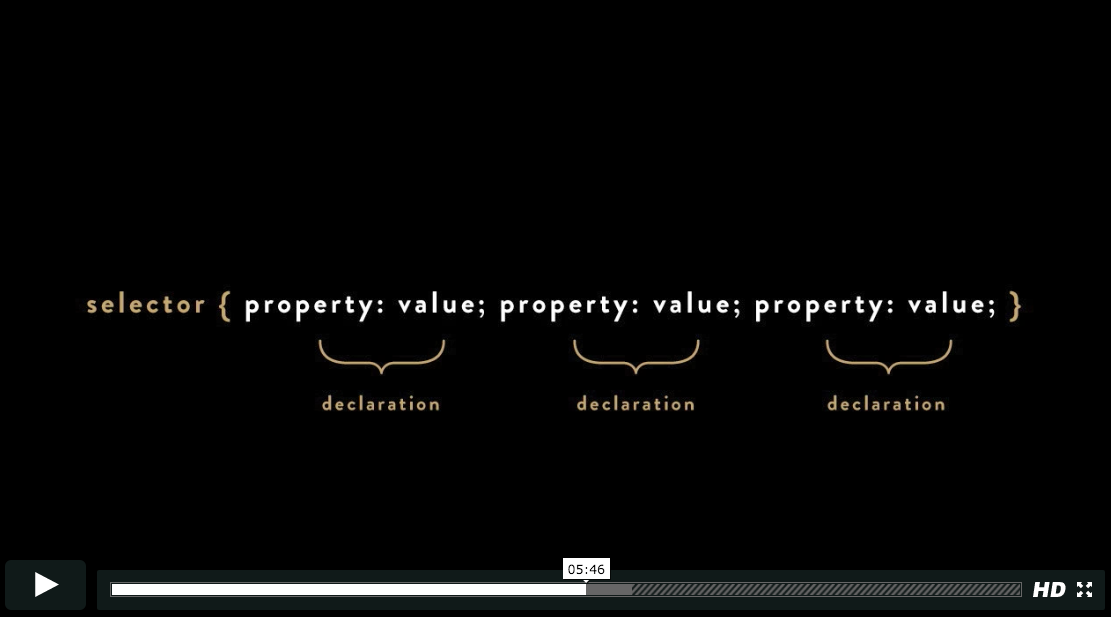 selector { property: value; property: value; property: value; }
declaration declaration declaration
05:46
HD